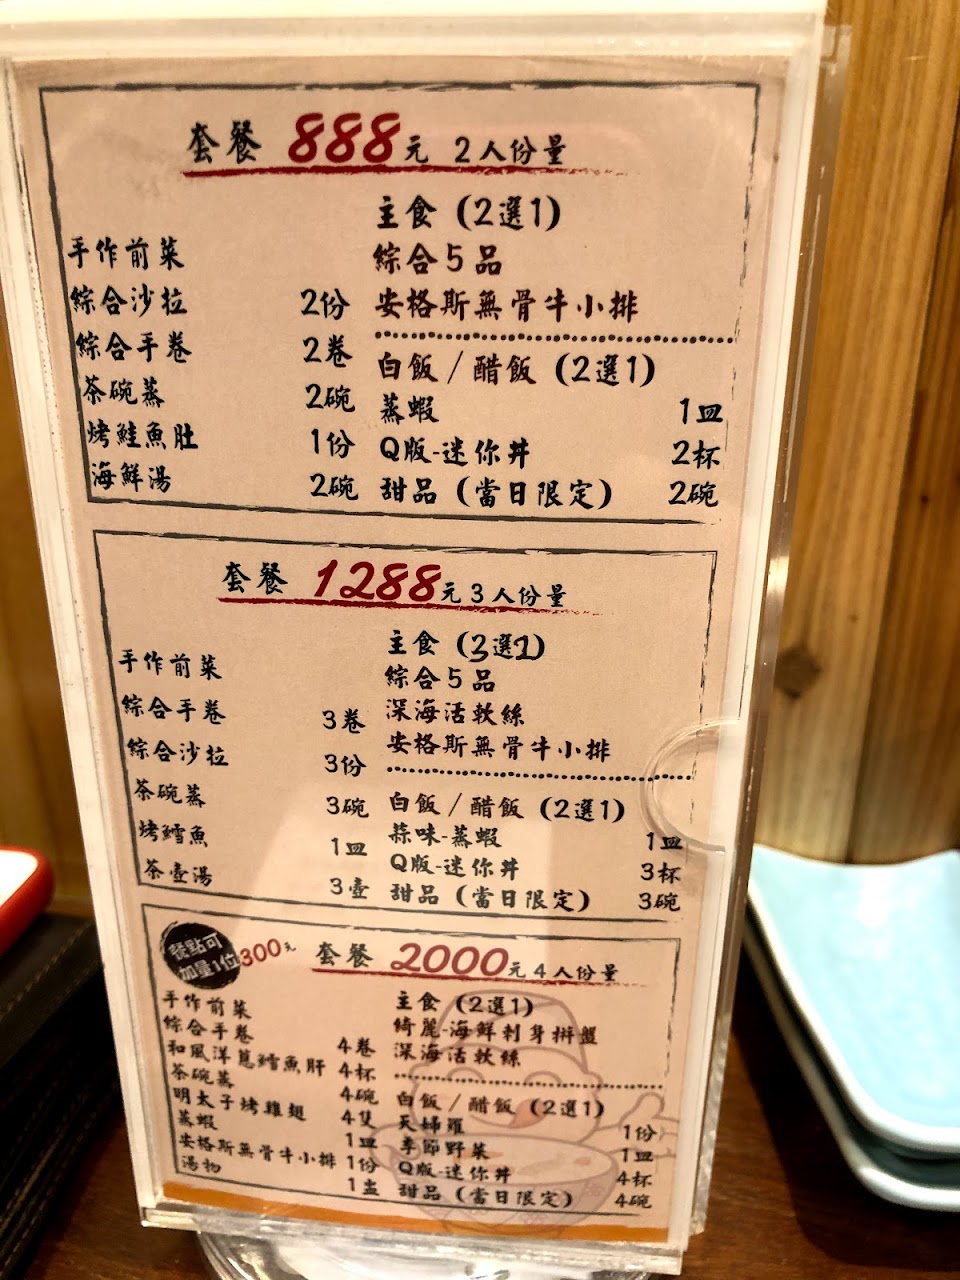 套餐 888元 2人份量
手作前菜
綜合沙拉 2份
綜合手卷 2卷
茶碗蒸 2碗
烤鮭魚肚 1份
海鮮湯 2碗
主食 (2選1)
綜合5品
安格斯無骨牛小排
白飯 / 醋飯 (2選1)
蒸蝦 1皿
Q版-迷你丼 2杯
甜品 (當日限定) 2碗
套餐 1288元 3人份量
手作前菜
綜合手卷 3卷
綜合沙拉 3份
茶碗蒸 3碗
烤鱈魚 1皿
茶壺湯 3壺
主食 (3選2)
綜合5品
深海活軟絲
安格斯無骨牛小排
白飯 / 醋飯 (2選1)
蒜味-蒸蝦 1皿
Q版-迷你丼 3杯
甜品 (當日限定) 3碗
餐點可
加量1位300元
套餐 2000元 4人份量
手作前菜
綜合手卷 4卷
和風洋蔥鱈魚肝 4杯
茶碗蒸 4碗
明太子烤雞翅 4隻
蒸蝦 1皿
安格斯無骨牛小排 1份
湯物 1盅
主食 (2選1)
綺麗-海鮮刺身拼盤
深海活軟絲
白飯 / 醋飯 (2選1)
天婦羅 1份
季節野菜 1皿
Q版-迷你丼 4杯
甜品 (當日限定) 4碗